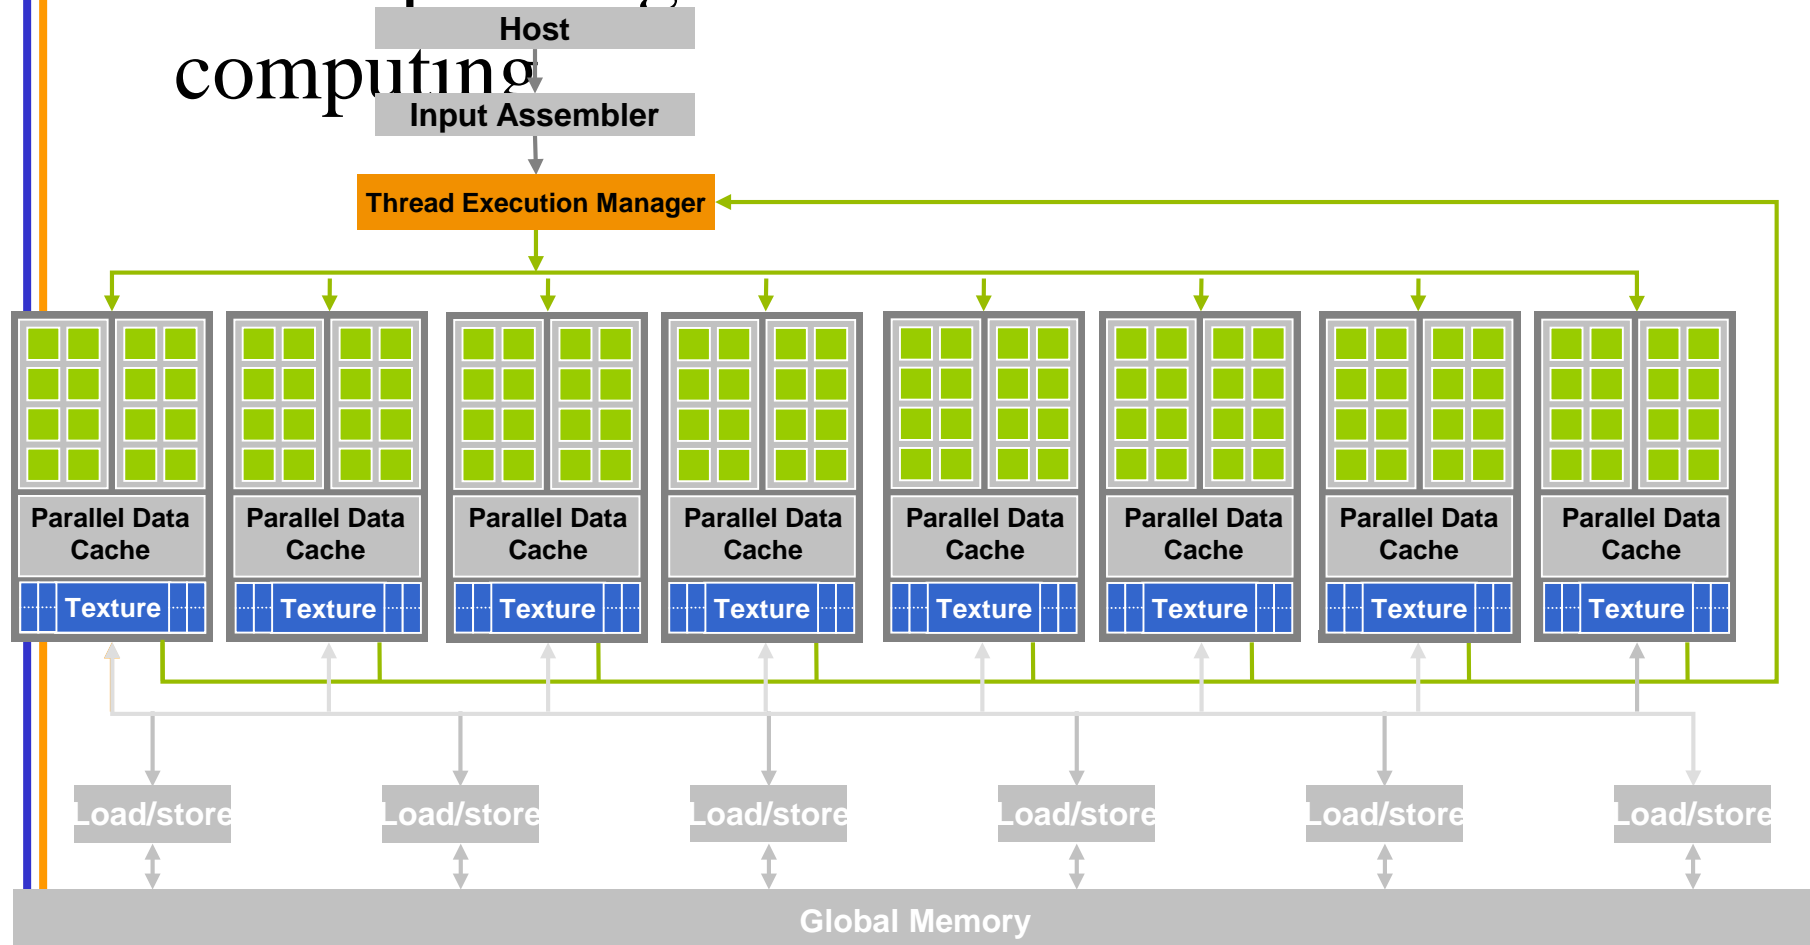 Host
computing
Input Assembler
Thread Execution Manager
Parallel Data Cache
Parallel Data Cache
Parallel Data Cache
Parallel Data Cache
Parallel Data Cache
Parallel Data Cache
Parallel Data Cache
Parallel Data Cache
Texture
Texture
Texture
Texture
Texture
Texture
Texture
Texture
Load/store
Load/store
Load/store
Load/store
Load/store
Load/store
Global Memory